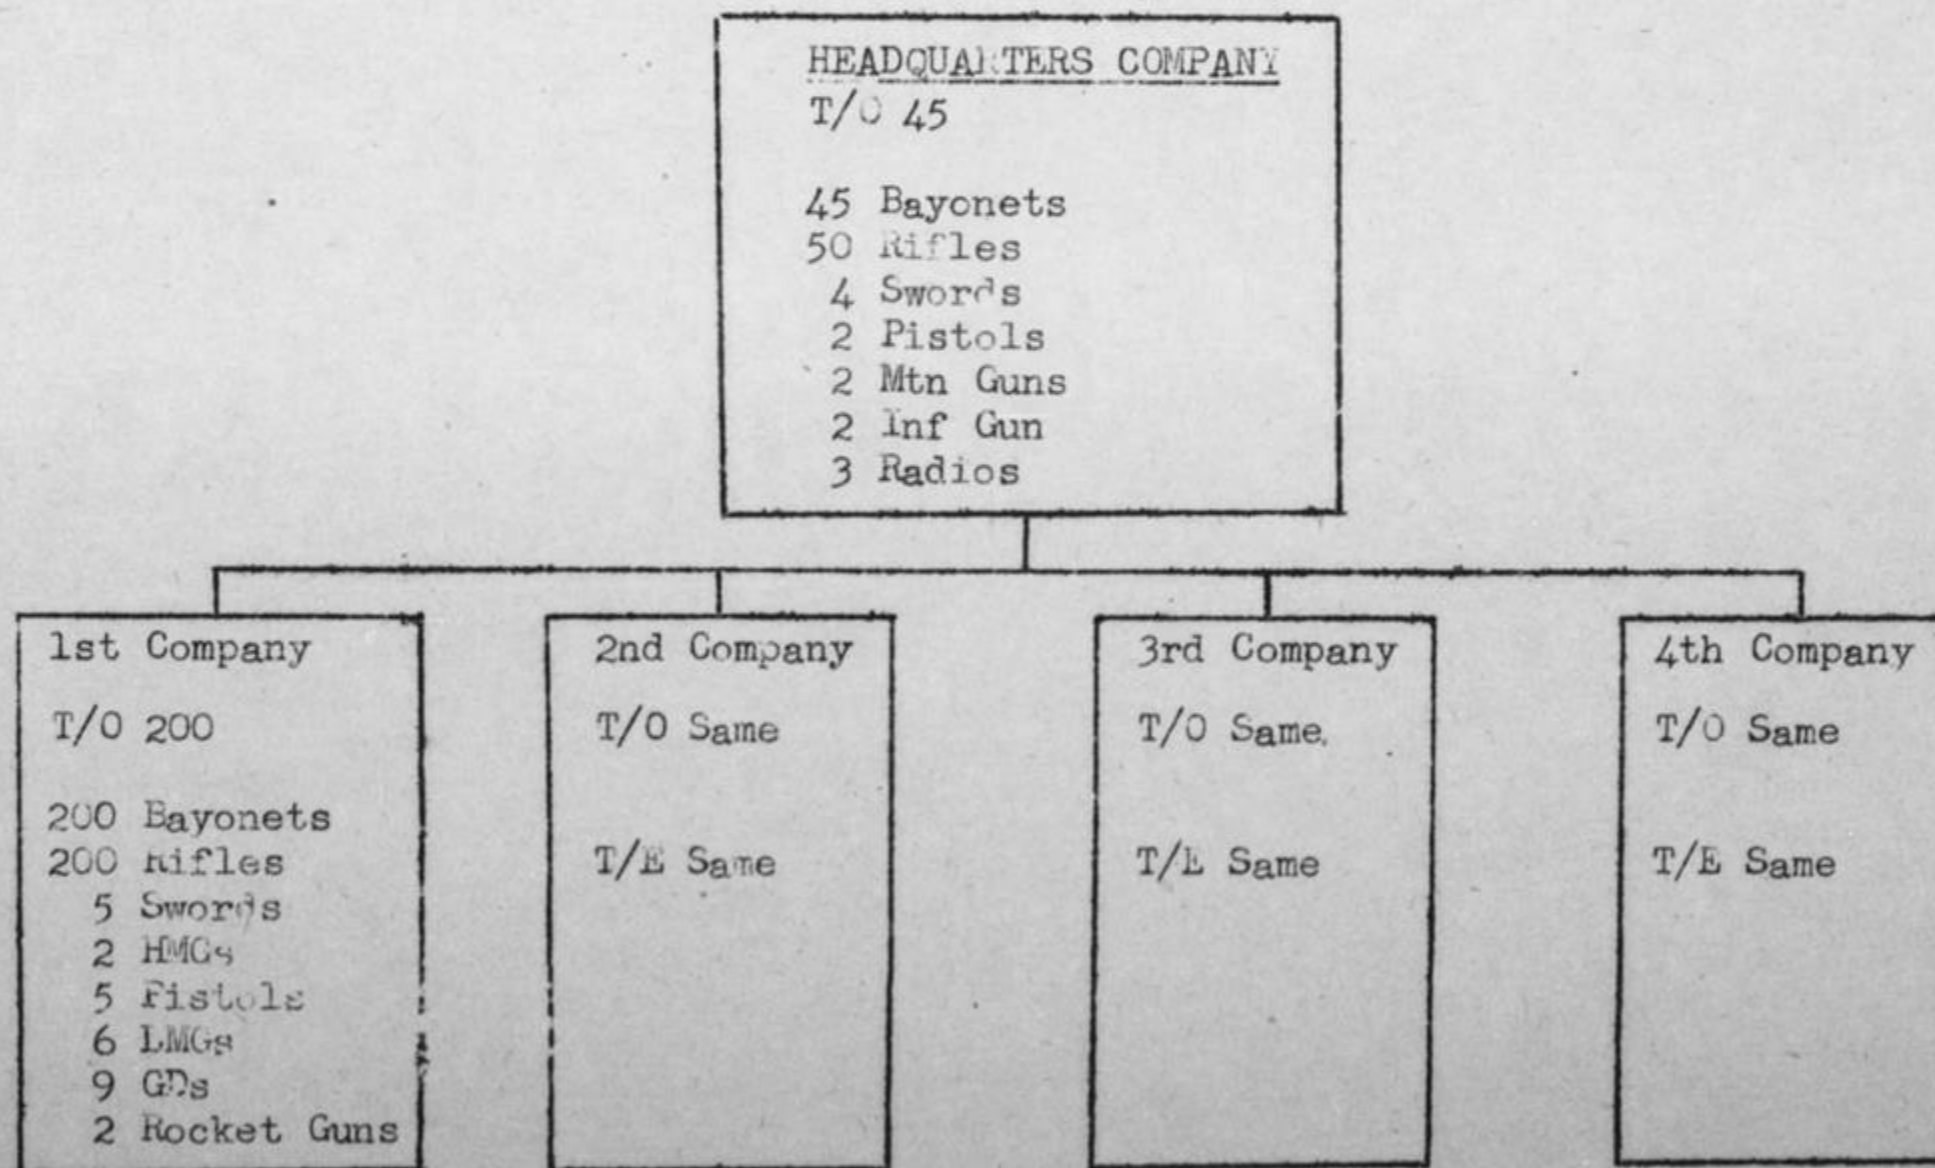 HEADQUARTERS COMPANY
T/O 45
45 Bayonets
50 Rifles
4 Swords
2 Pistols
2 Mtn Guns
2 Inf Gun
3 Radios
1st Company
T/O 200
200 Bayonets
200 Rifles
5 Swords
2 HMGs
5 Pistols
6 LMGs
9 GDs
2 Rocket Guns
2nd Company
T/O Same
T/E Same
3rd Company
T/O Same.
T/E Same
4th Company
T/O Same
T/E Same